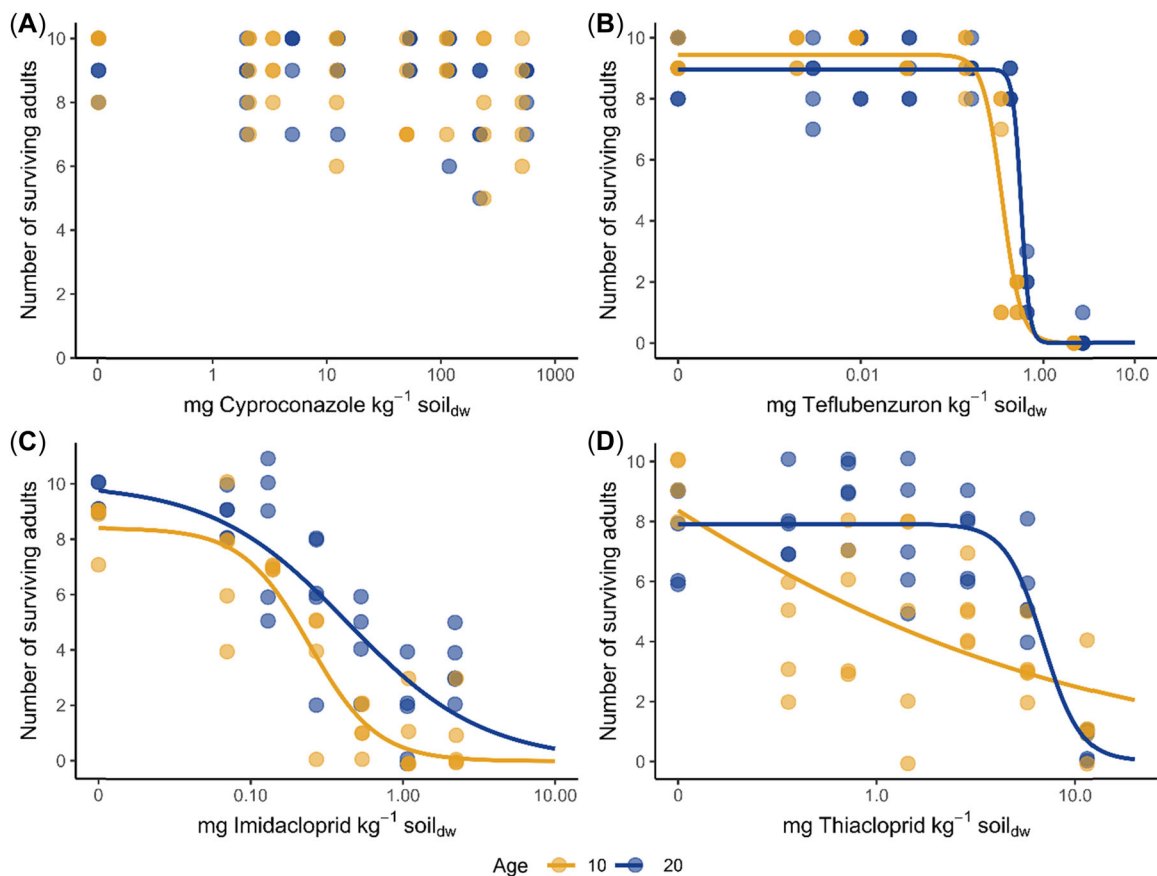 (A)
Number of surviving adults
10
8
6
4
2
0
0 1 10 100 1000
mg Cyproconazole kg⁻¹ soil_dw
(B)
Number of surviving adults
10
8
6
4
2
0
0 0.01 1.00 10.0
mg Teflubenzuron kg⁻¹ soil_dw
(C)
Number of surviving adults
10
8
6
4
2
0
0 0.10 1.00 10.00
mg Imidacloprid kg⁻¹ soil_dw
(D)
Number of surviving adults
10
8
6
4
2
0
0 1.0 10.0
mg Thiacloprid kg⁻¹ soil_dw
Age 10 20